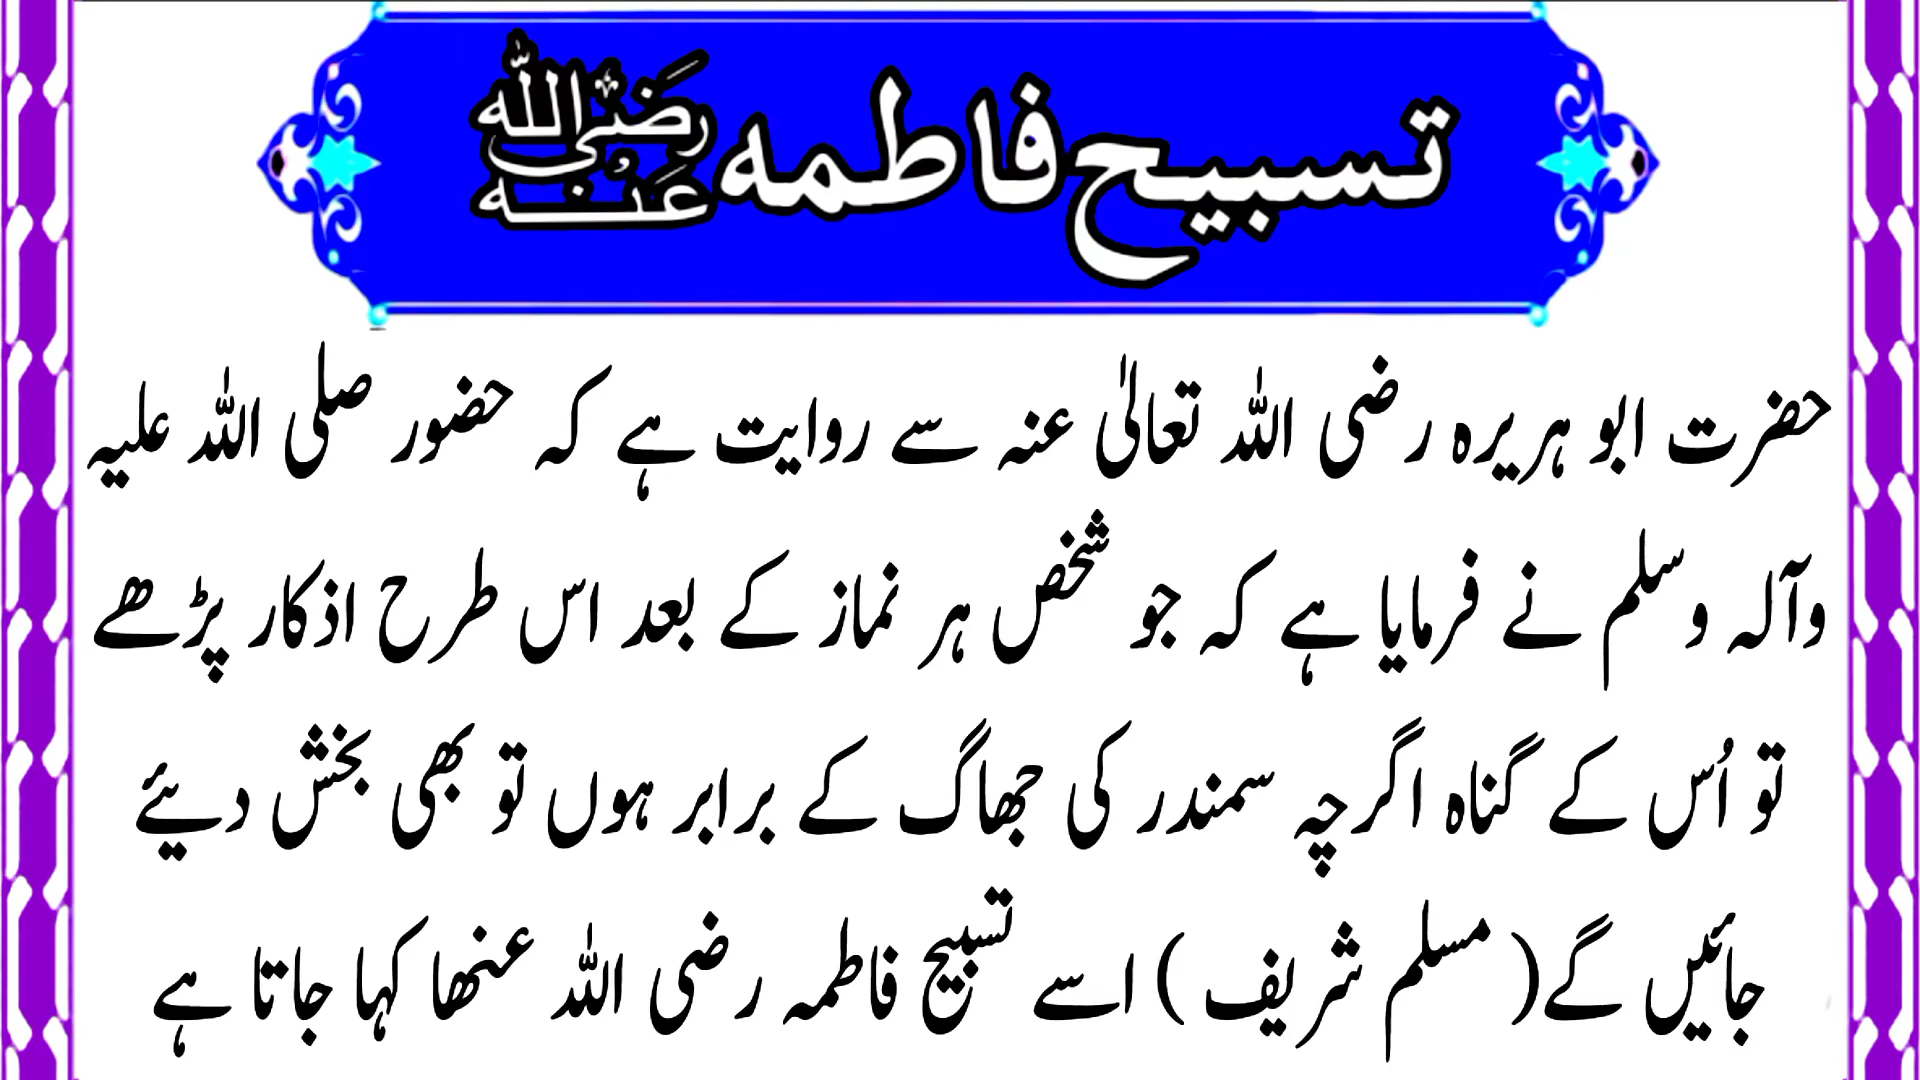 تسبیح فاطمہ رَضِیَ اللّٰہُ عَنْہ
حضرت ابو ہریرہ رضی اللہ تعالیٰ عنہ سے روایت ہے کہ حضور صلی اللہ علیہ
وآلہ وسلم نے فرمایا ہے کہ جو شخص ہر نماز کے بعد اس طرح اذکار پڑھے
تو اُس کے گناہ اگرچہ سمندر کی جھاگ کے برابر ہوں تو بھی بخش دیئے
جائیں گے( مسلم شریف ) اسے تسبیح فاطمہ رضی اللہ عنھا کہا جاتا ہے